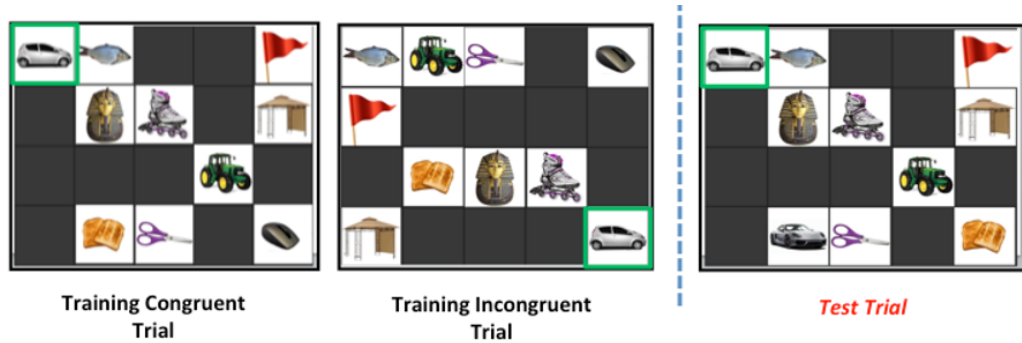 Training Congruent
Trial
Training Incongruent
Trial
Test Trial